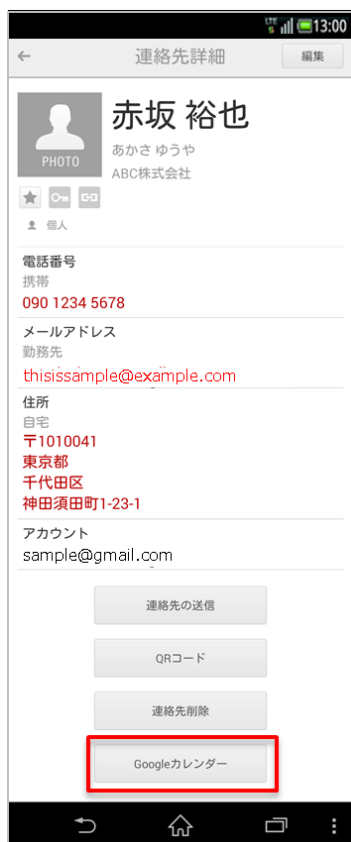 LTE 13:00
連絡先詳細
編集
PHOTO
赤坂 裕也
あかさ ゆうや
ABC株式会社
個人
電話番号
携帯
090 1234 5678
メールアドレス
勤務先
thisissample@example.com
住所
自宅
〒1010041
東京都
千代田区
神田須田町1-23-1
アカウント
sample@gmail.com
連絡先の送信
QRコード
連絡先削除
Googleカレンダー